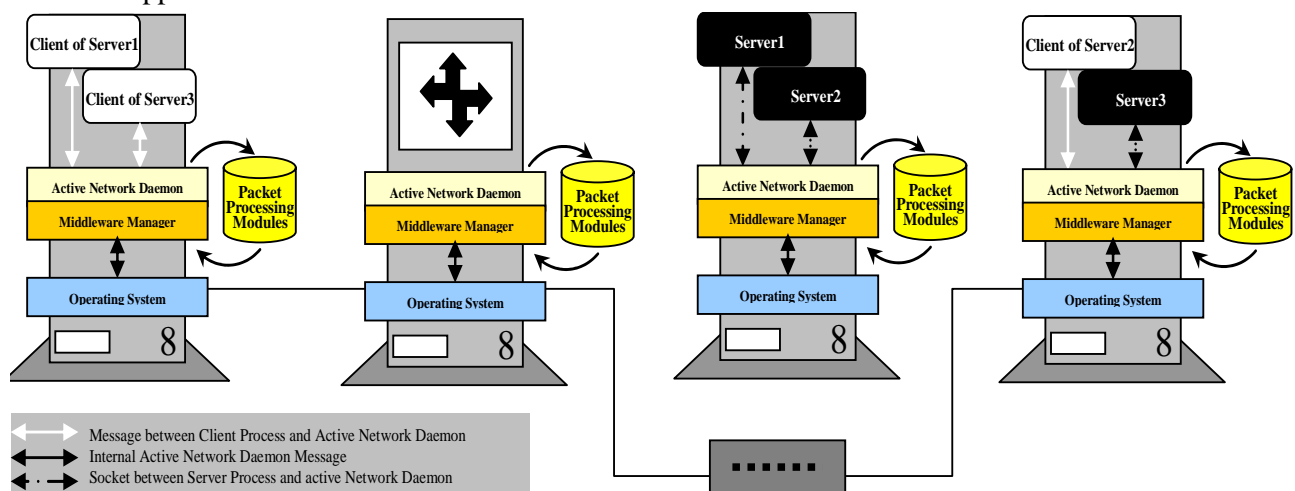 Client of Server1
Client of Server3
Active Network Daemon
Middleware Manager
Packet
Processing
Modules
Operating System
8
Active Network Daemon
Middleware Manager
Packet
Processing
Modules
Operating System
8
Server1
Server2
Active Network Daemon
Middleware Manager
Packet
Processing
Modules
Operating System
8
Client of Server2
Server3
Active Network Daemon
Middleware Manager
Packet
Processing
Modules
Operating System
8
Message between Client Process and Active Network Daemon
Internal Active Network Daemon Message
Socket between Server Process and active Network Daemon